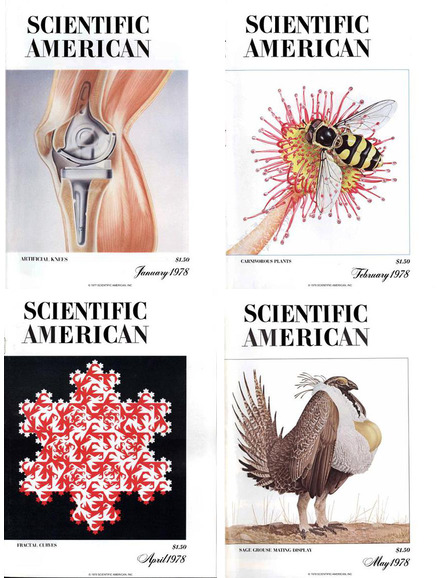 SCIENTIFIC
AMERICAN
ARTIFICIAL KNEES
$1.50
January 1978
© 1977 SCIENTIFIC AMERICAN, INC.
SCIENTIFIC
AMERICAN
CARNIVOROUS PLANTS
$1.50
February 1978
© 1978 SCIENTIFIC AMERICAN, INC.
SCIENTIFIC
AMERICAN
FRACTAL CURVES
$1.50
April 1978
© 1978 SCIENTIFIC AMERICAN, INC.
SCIENTIFIC
AMERICAN
SAGE GROUSE MATING DISPLAY
$1.50
May 1978
© 1978 SCIENTIFIC AMERICAN, INC.